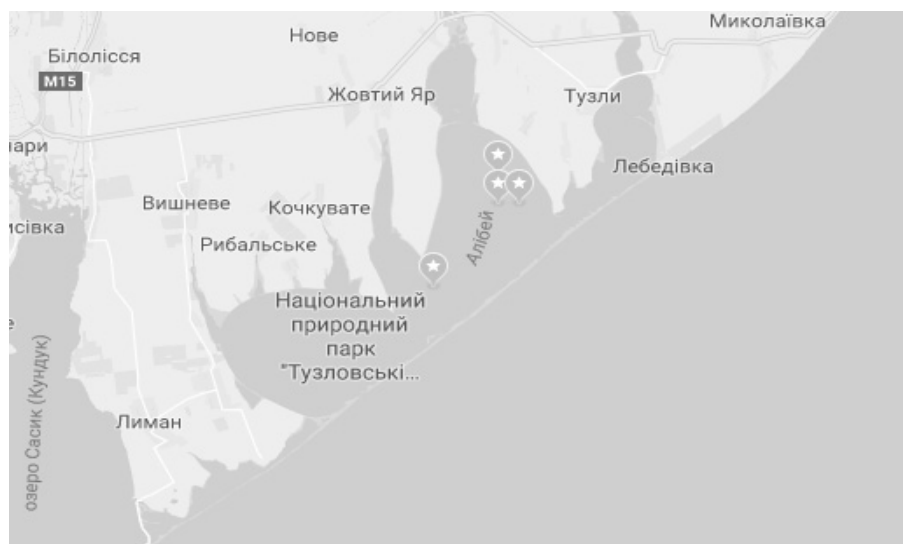 Миколаївка
Нове
Білолісся
M15
Жовтий Яр
Тузли
Лебедівка
Вишневе
Кочкувате
Рибальське
Алібей
Національний
природний
парк
"Тузловські...
озеро Сасик (Кундук)
Лиман